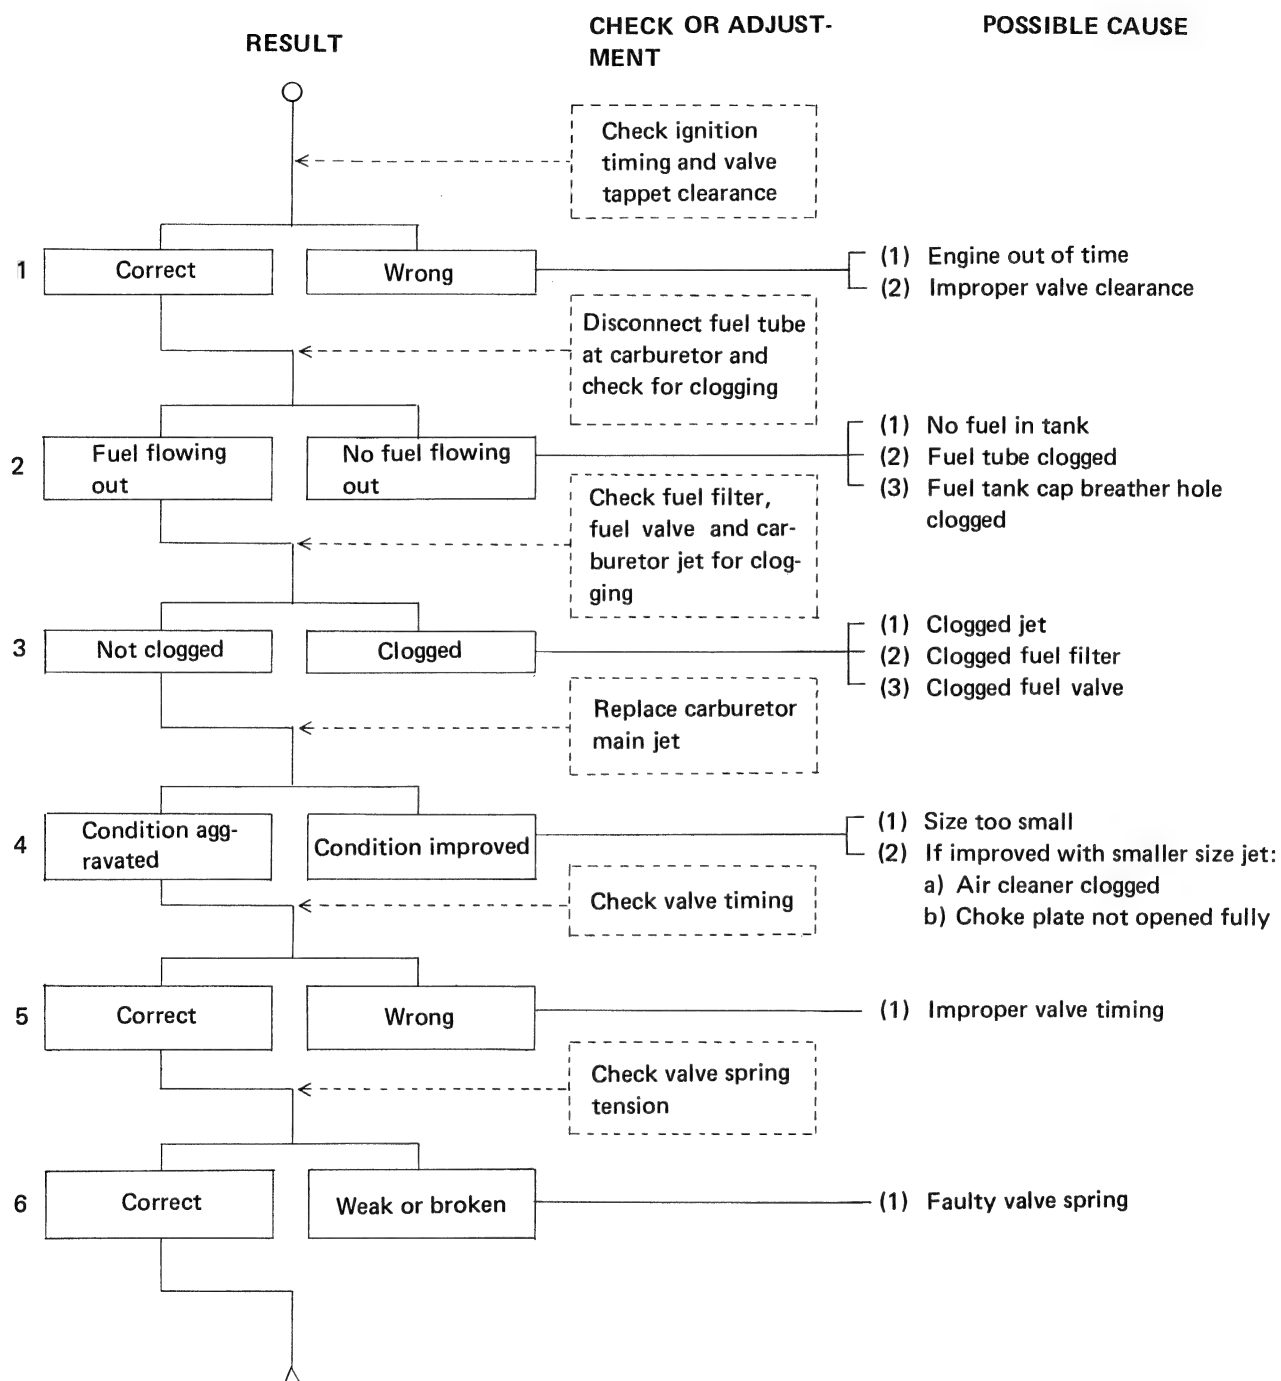 RESULT
CHECK OR ADJUST-
MENT
POSSIBLE CAUSE
Check ignition
timing and valve
tappet clearance
1
Correct
Wrong
(1) Engine out of time
(2) Improper valve clearance
Disconnect fuel tube
at carburetor and
check for clogging
2
Fuel flowing
out
No fuel flowing
out
(1) No fuel in tank
(2) Fuel tube clogged
(3) Fuel tank cap breather hole
clogged
Check fuel filter,
fuel valve and car-
buretor jet for clog-
ging
3
Not clogged
Clogged
(1) Clogged jet
(2) Clogged fuel filter
(3) Clogged fuel valve
Replace carburetor
main jet
4
Condition agg-
ravated
Condition improved
(1) Size too small
(2) If improved with smaller size jet:
a) Air cleaner clogged
b) Choke plate not opened fully
Check valve timing
5
Correct
Wrong
(1) Improper valve timing
Check valve spring
tension
6
Correct
Weak or broken
(1) Faulty valve spring